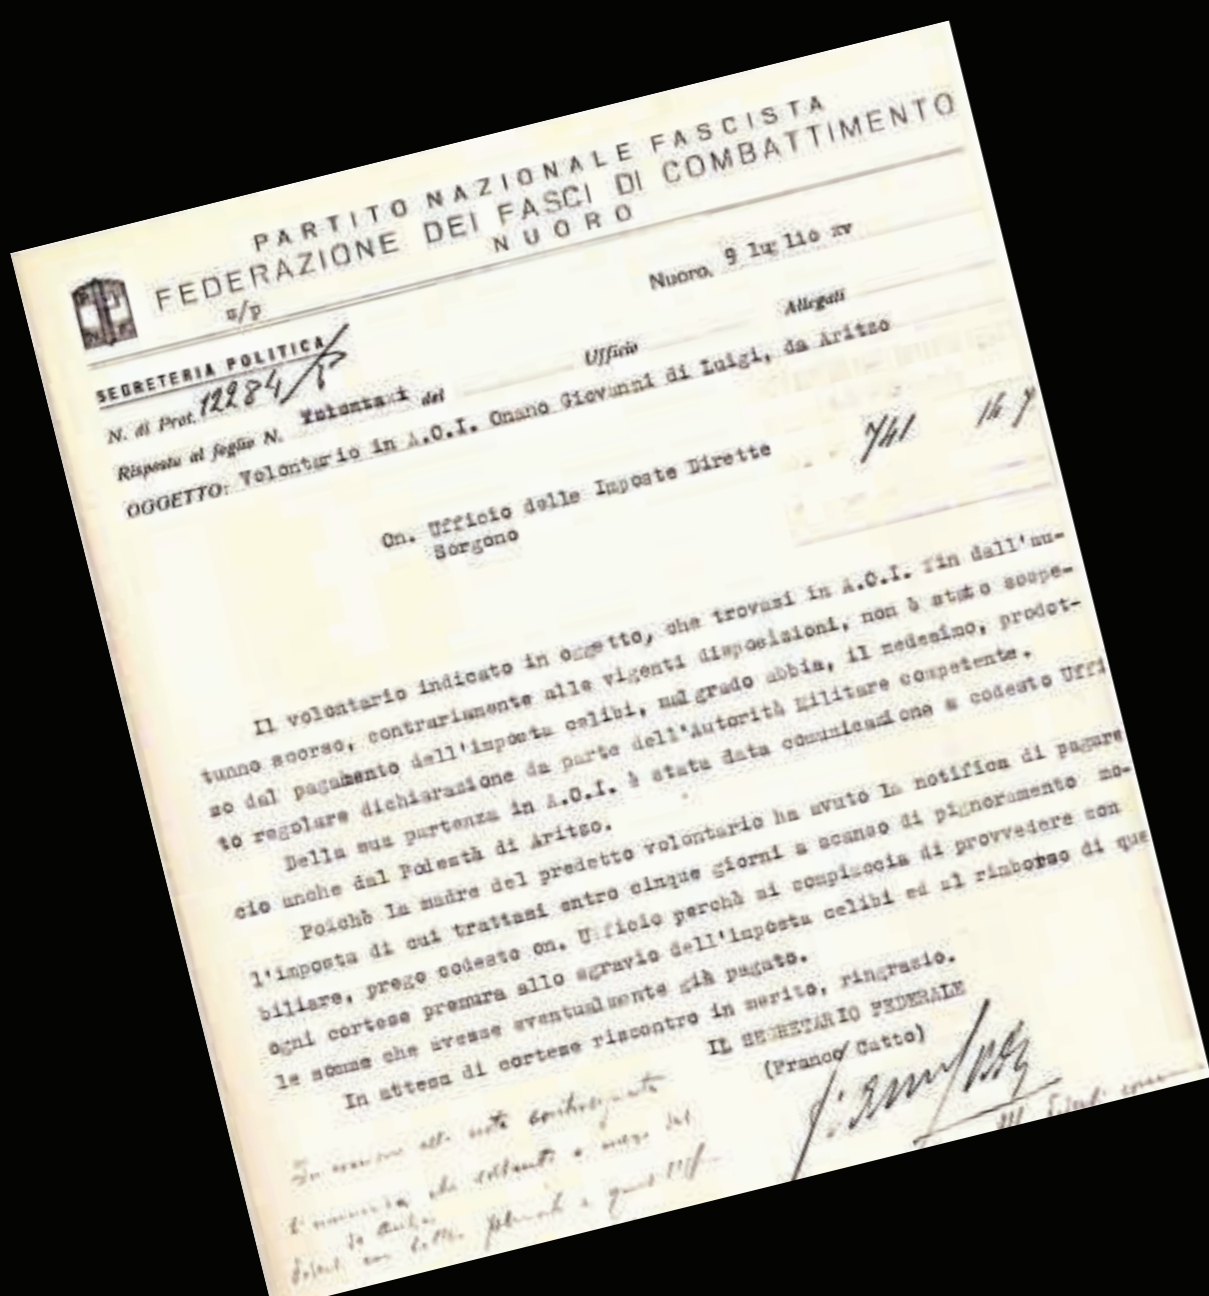 PARTITO NAZIONALE FASCISTA
FEDERAZIONE DEI FASCI DI COMBATTIMENTO
NUORO
s/p
SEGRETERIA POLITICA
Nuoro, 9 luglio xv
N. di Prot. 12284/
Risposta al foglio N. Volontari del Ufficio Allegati
OGGETTO: Volontario in A.O.I. Onano Giovanni di Luigi, da Aritzo
7/41
On. Ufficio delle Imposte Dirette
Sorgono
Il volontario indicato in oggetto, che trovasi in A.O.I. fin dall'au-
tunno scorso, contrariamente alle vigenti disposizioni, non è stato sospe-
so dal pagamento dell'imposta celibi, malgrado abbia, il medesimo, prodot-
to regolare dichiarazione da parte dell'Autorità Militare competente.
Della sua partenza in A.O.I. è stata data comunicazione a codesto Uffi
cio anche dal Podestà di Aritzo.
Poichè la madre del predetto volontario ha avuto la notifica di pagare
l'imposta di cui trattasi entro cinque giorni a scanso di pignoramento mo-
biliare, prego codesto on. Ufficio perchè si compiaccia di provvedere con
ogni cortese premura allo sgravio dell'imposta celibi ed al rimborso di que
le somme che avesse eventualmente già pagato.
In attesa di cortese riscontro in merito, ringrazio.
IL SEGRETARIO FEDERALE
(Franco Catto)